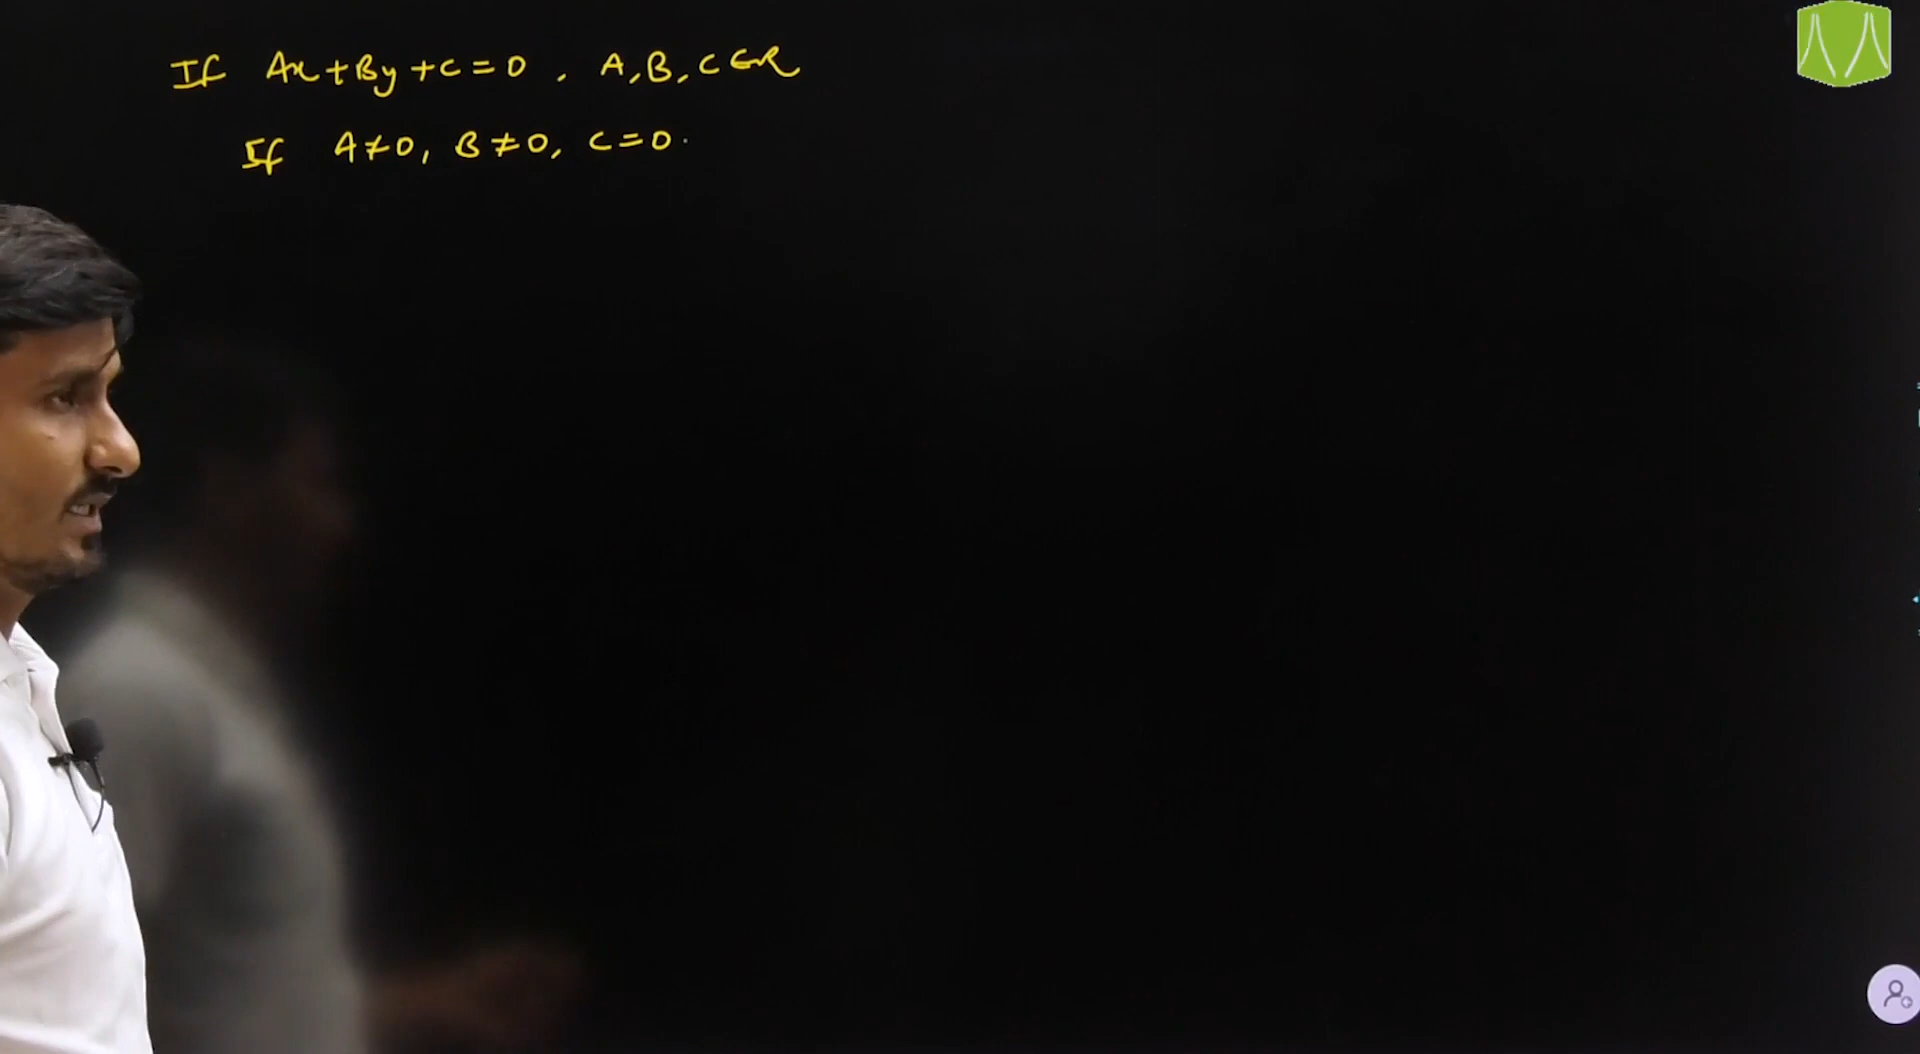 If Ax+By+C=0, A,B,C∈R
If A≠0, B≠0, C=0.